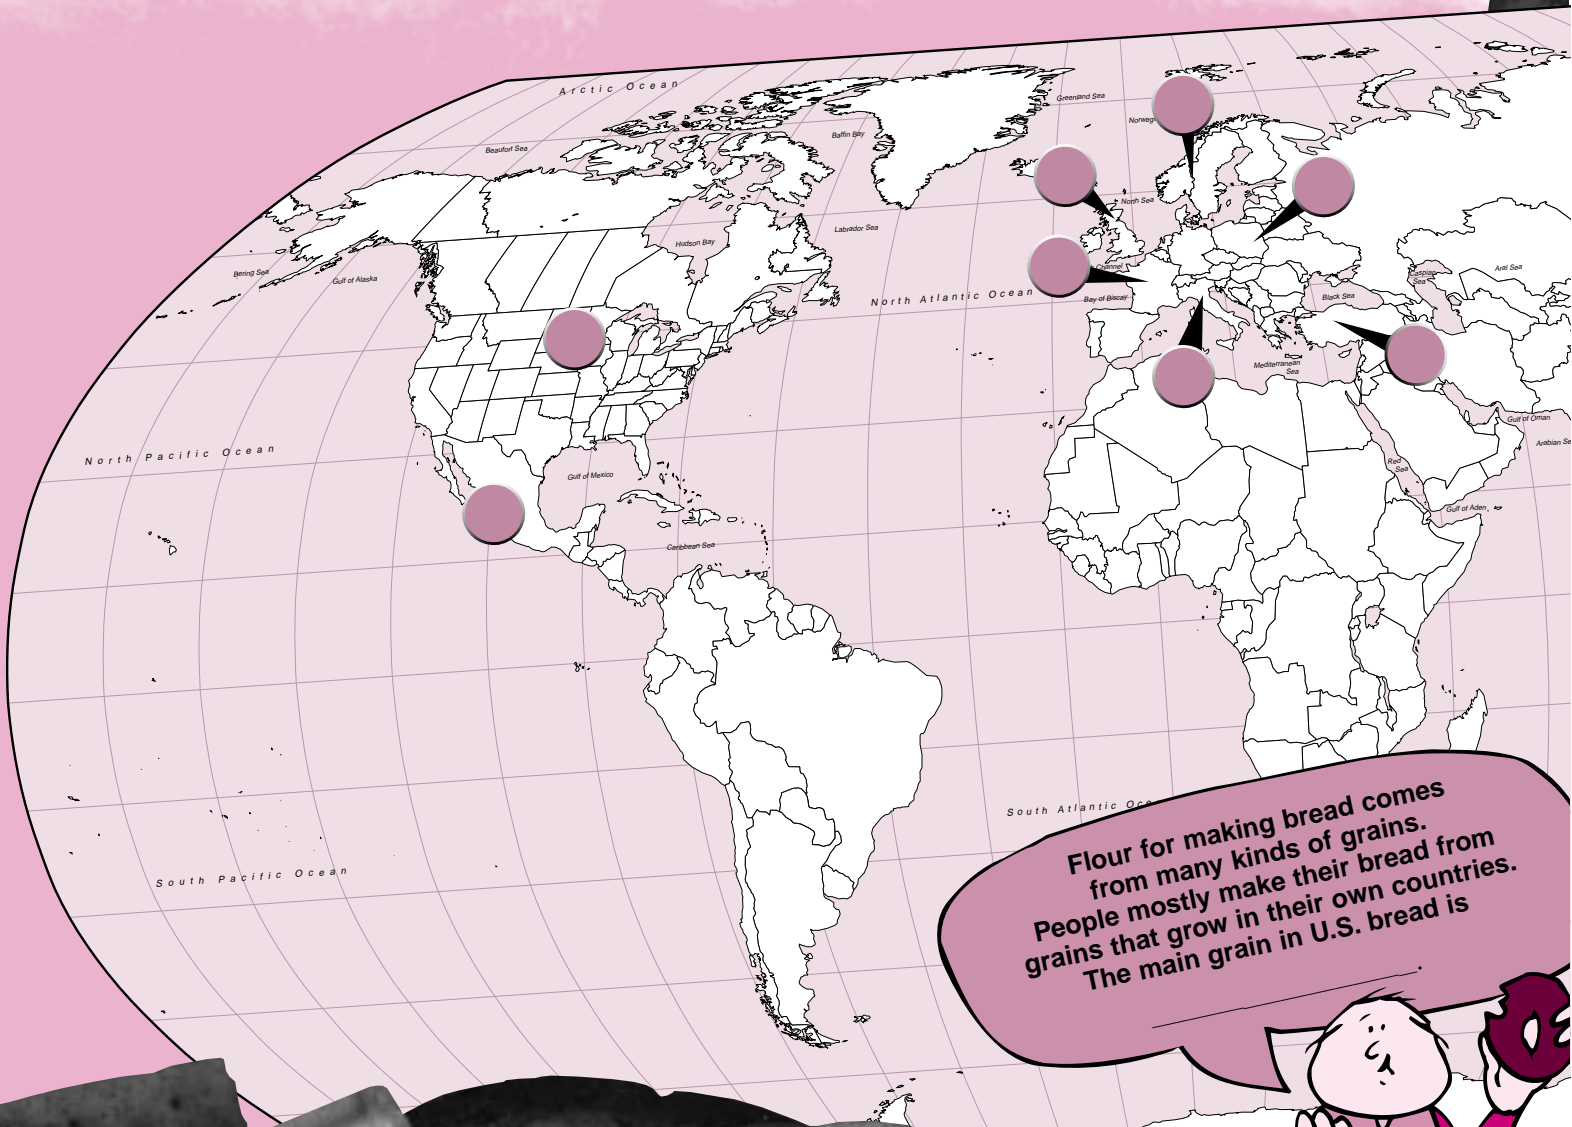 Arctic Ocean
Greenland Sea
Baffin Bay
Beaufort Sea
North Sea
Labrador Sea
Hudson Bay
Bering Sea
Gulf of Alaska
Channel
Bay of Biscay
North Atlantic Ocean
Black Sea
Caspian
Sea
Aral Sea
Mediterranean
Sea
Gulf of Oman
Red
Sea
Gulf of Aden
North Pacific Ocean
Gulf of Mexico
Caribbean Sea
South Atlantic
South Pacific Ocean
Flour for making bread comes
from many kinds of grains.
People mostly make their bread from
grains that grow in their own countries.
The main grain in U.S. bread is